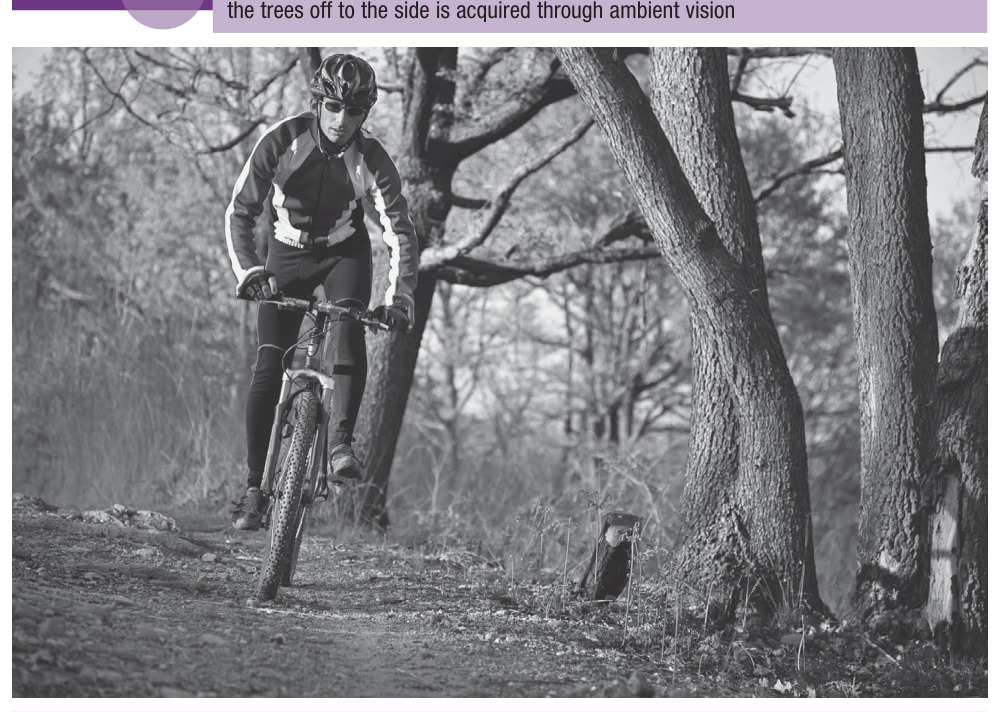 the trees off to the side is acquired through ambient vision